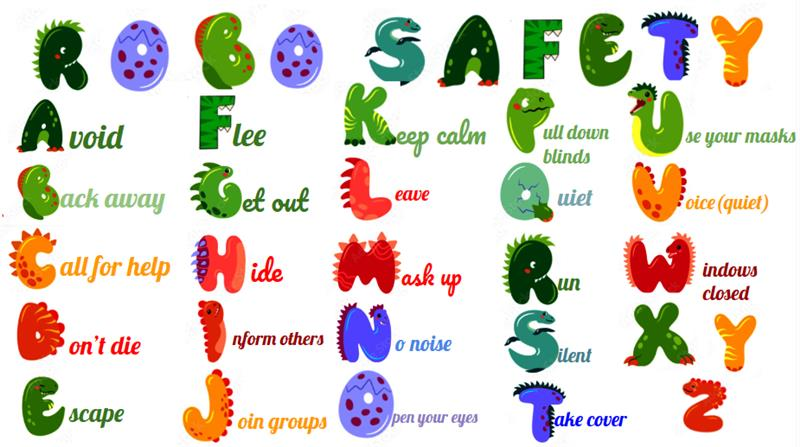 ROBO SAFETY
Avoid
Back away
Call for help
Don't die
Escape
Flee
Get out
Hide
Inform others
Join groups
Keep calm
Leave
Mask up
No noise
Open your eyes
Pull down
blinds
Quiet
Run
Silent
Take cover
Use your masks
Voice(quiet)
Windows
closed
X Y
Z